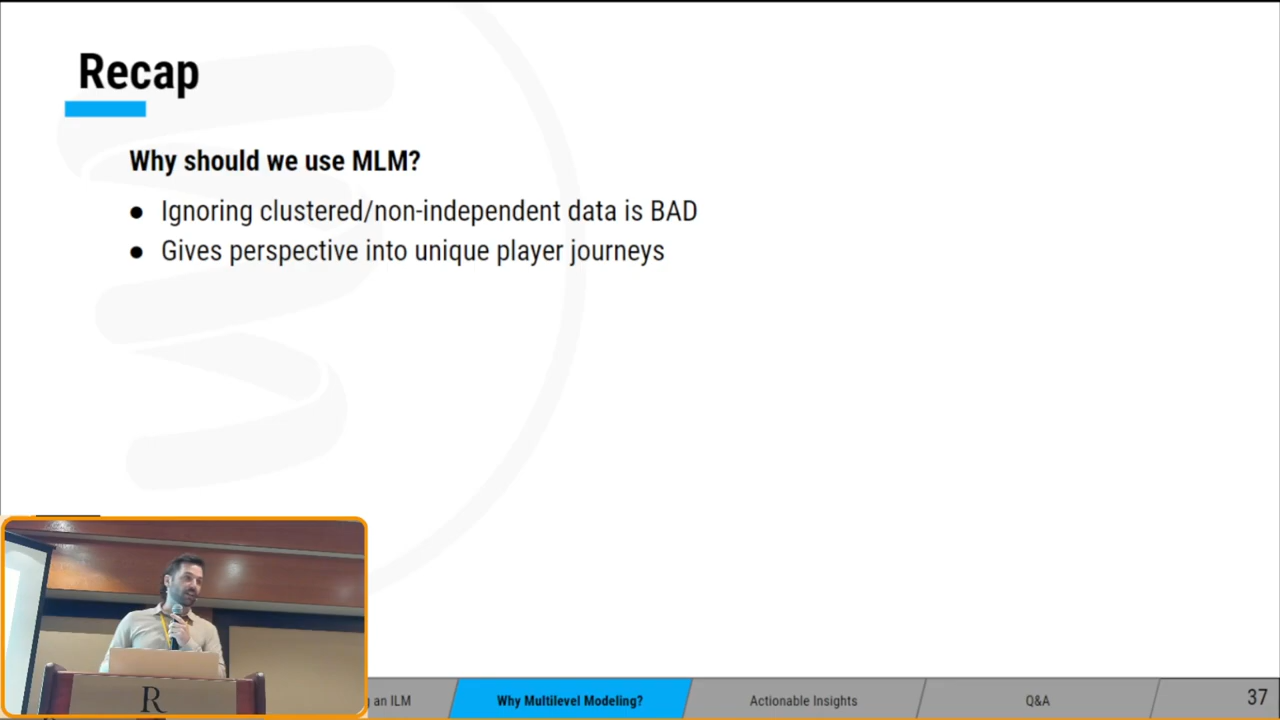 Recap
Why should we use MLM?
● Ignoring clustered/non-independent data is BAD
● Gives perspective into unique player journeys
R
g an ILM
Why Multilevel Modeling?
Actionable Insights
Q&A
37